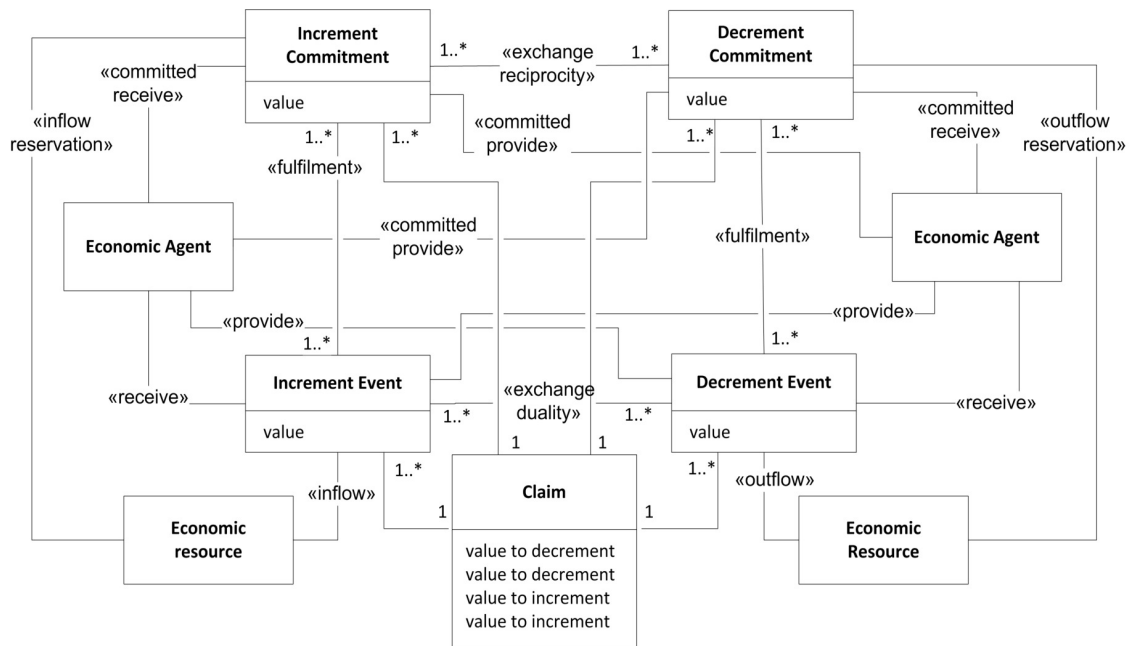 Increment
Commitment
value
Decrement
Commitment
value
1..*
«exchange
reciprocity»
1..*
«committed
receive»
«inflow
reservation»
1..*
1..*
«fulfilment»
«committed
provide»
1..*
1..*
«committed
receive»
«outflow
reservation»
Economic Agent
«committed
provide»
«fulfilment»
Economic Agent
«provide»
«provide»
1..*
1..*
Increment Event
value
«receive»
1..*
«exchange
duality»
1..*
Decrement Event
value
«receive»
1
1
1..*
1..*
«inflow»
«outflow»
1
1
Claim
value to decrement
value to decrement
value to increment
value to increment
Economic
resource
Economic
Resource